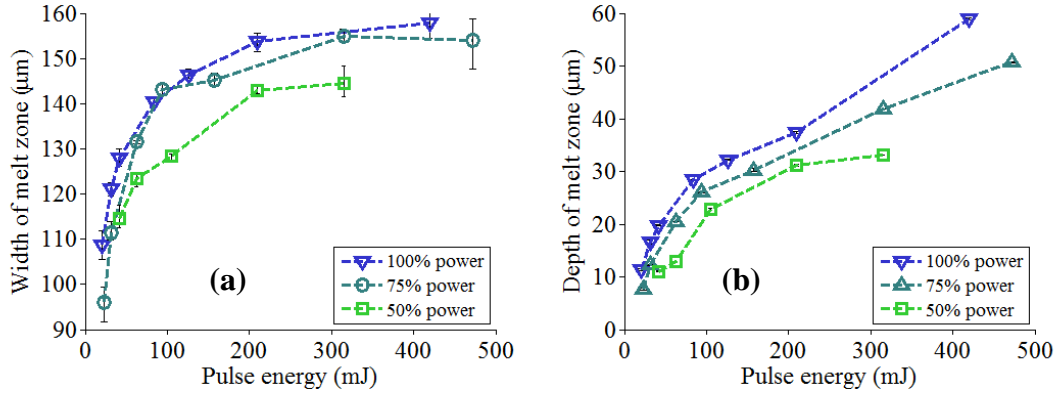 160
150
140
130
120
110
100
90
0
100
200
300
400
500
Width of melt zone (μm)
Pulse energy (mJ)
(a)
100% power
75% power
50% power
60
50
40
30
20
10
0
0
100
200
300
400
500
Depth of melt zone (μm)
Pulse energy (mJ)
(b)
100% power
75% power
50% power